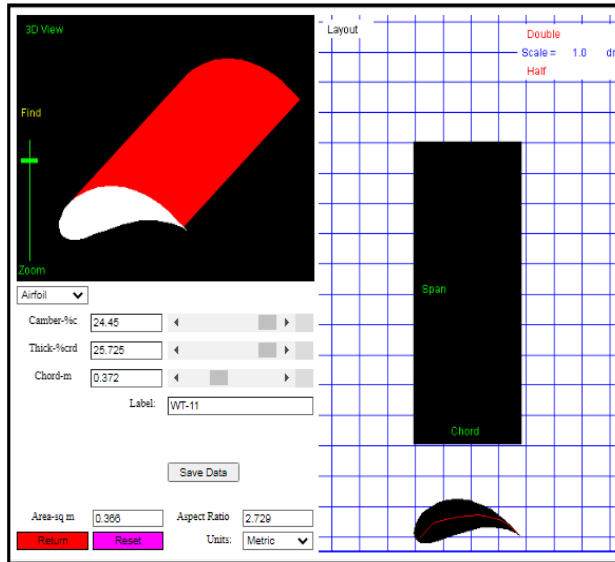 3D View
Find
Zoom
Airfoil
Camber-%c 24.45
Thick-%crd 25.725
Chord-m 0.372
Label: WT-11
Save Data
Area-sq m 0.366 Aspect Ratio 2.729
Return Reset Units: Metric
Layout
Double
Scale = 1.0
Half
Span
Chord